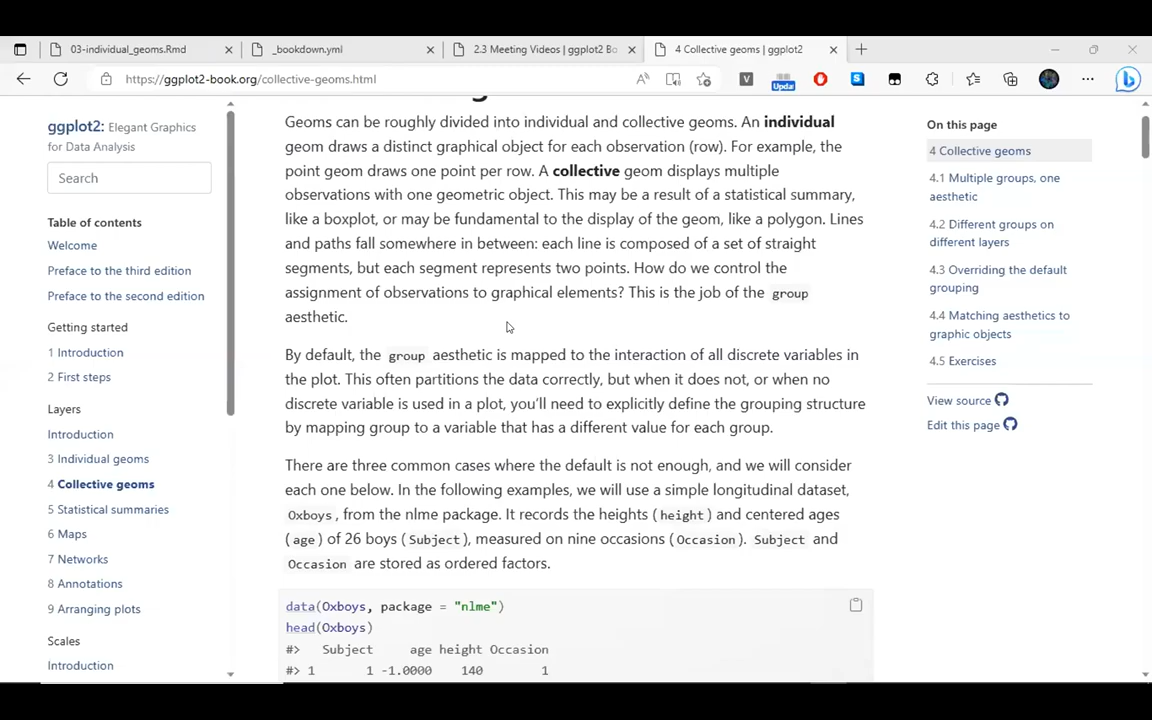 03-individual_geoms.Rmd
_bookdown.yml
2.3 Meeting Videos | ggplot2 Bo
4 Collective geoms | ggplot2
https://ggplot2-book.org/collective-geoms.html
Upda
ggplot2: Elegant Graphics
for Data Analysis
Search
Table of contents
Welcome
Preface to the third edition
Preface to the second edition
Getting started
1 Introduction
2 First steps
Layers
Introduction
3 Individual geoms
4 Collective geoms
5 Statistical summaries
6 Maps
7 Networks
8 Annotations
9 Arranging plots
Scales
Introduction
Geoms can be roughly divided into individual and collective geoms. An individual
geom draws a distinct graphical object for each observation (row). For example, the
point geom draws one point per row. A collective geom displays multiple
observations with one geometric object. This may be a result of a statistical summary,
like a boxplot, or may be fundamental to the display of the geom, like a polygon. Lines
and paths fall somewhere in between: each line is composed of a set of straight
segments, but each segment represents two points. How do we control the
assignment of observations to graphical elements? This is the job of the group
aesthetic.
By default, the group aesthetic is mapped to the interaction of all discrete variables in
the plot. This often partitions the data correctly, but when it does not, or when no
discrete variable is used in a plot, you'll need to explicitly define the grouping structure
by mapping group to a variable that has a different value for each group.
There are three common cases where the default is not enough, and we will consider
each one below. In the following examples, we will use a simple longitudinal dataset,
Oxboys, from the nlme package. It records the heights (height) and centered ages
(age) of 26 boys (Subject), measured on nine occasions (Occasion). Subject and
Occasion are stored as ordered factors.
data(Oxboys, package = "nlme")
head(Oxboys)
#> Subject age height Occasion
#> 1 1 -1.0000 140 1
On this page
4 Collective geoms
4.1 Multiple groups, one
aesthetic
4.2 Different groups on
different layers
4.3 Overriding the default
grouping
4.4 Matching aesthetics to
graphic objects
4.5 Exercises
View source
Edit this page